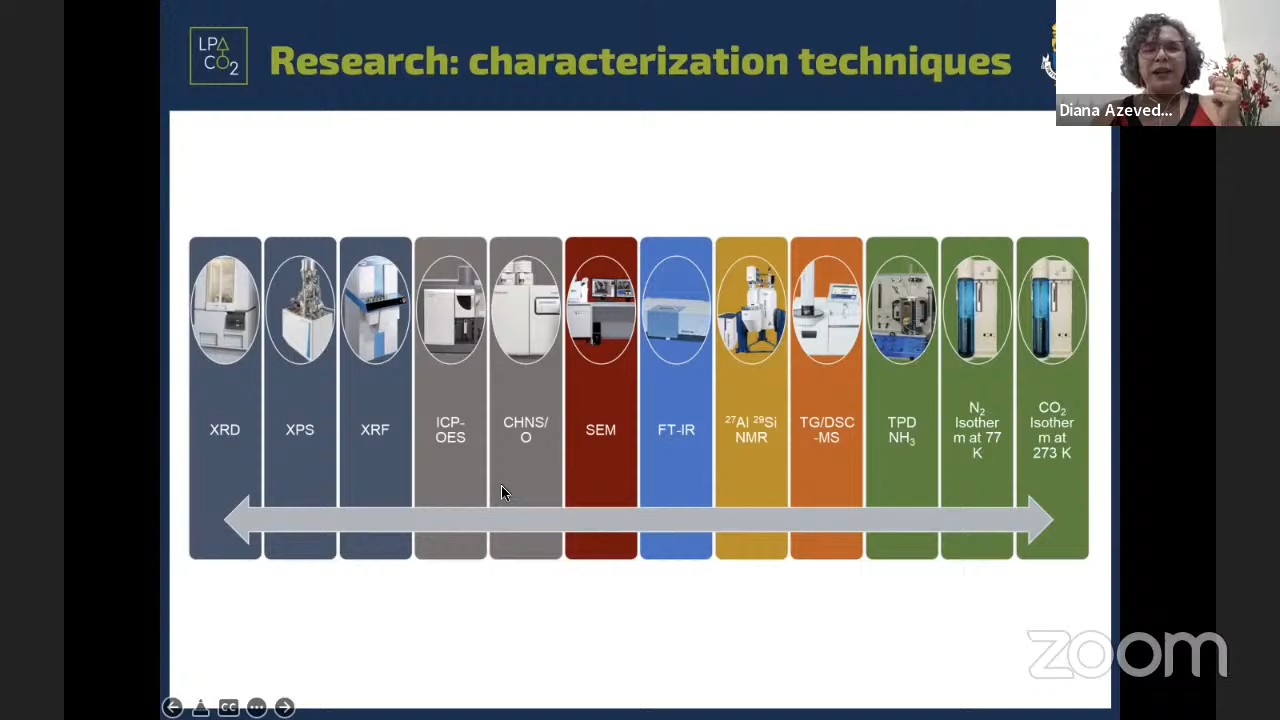 LPA
CO₂
Research: characterization techniques
Diana Azeved...
XRD
XPS
XRF
ICP-
OES
CHNS/
O
SEM
FT-IR
²⁷Al ²⁹Si
NMR
TG/DSC
-MS
TPD
NH₃
N₂
Isother
m at 77
K
CO₂
Isother
m at
273 K
CC
zoom